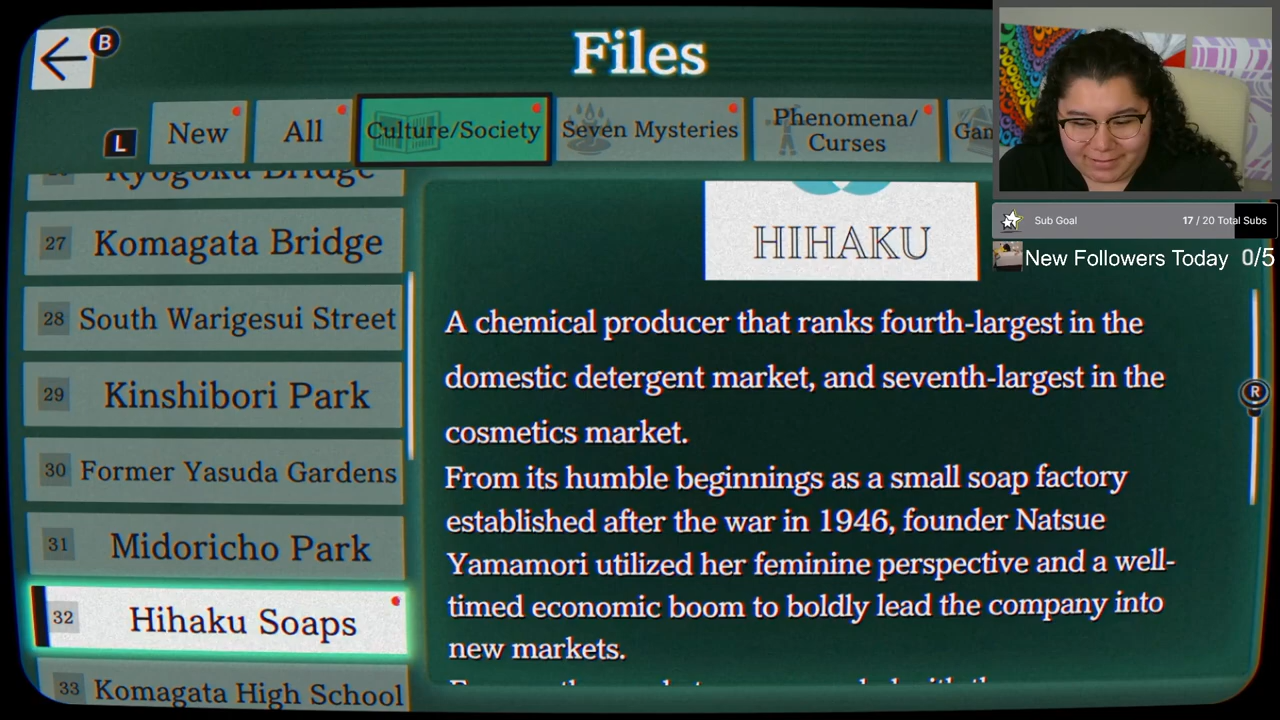 B
Files
L
New
All
Culture/Society
Seven Mysteries
Phenomena/
Curses
Ryogoku Bridge
27 Komagata Bridge
28 South Warigesui Street
29 Kinshibori Park
30 Former Yasuda Gardens
31 Midoricho Park
32 Hihaku Soaps
33 Komagata High School
HIHAKU
A chemical producer that ranks fourth-largest in the
domestic detergent market, and seventh-largest in the
cosmetics market.
From its humble beginnings as a small soap factory
established after the war in 1946, founder Natsue
Yamamori utilized her feminine perspective and a well-
timed economic boom to boldly lead the company into
new markets.
R
Sub Goal
17 / 20 Total Subs
New Followers Today 0/5